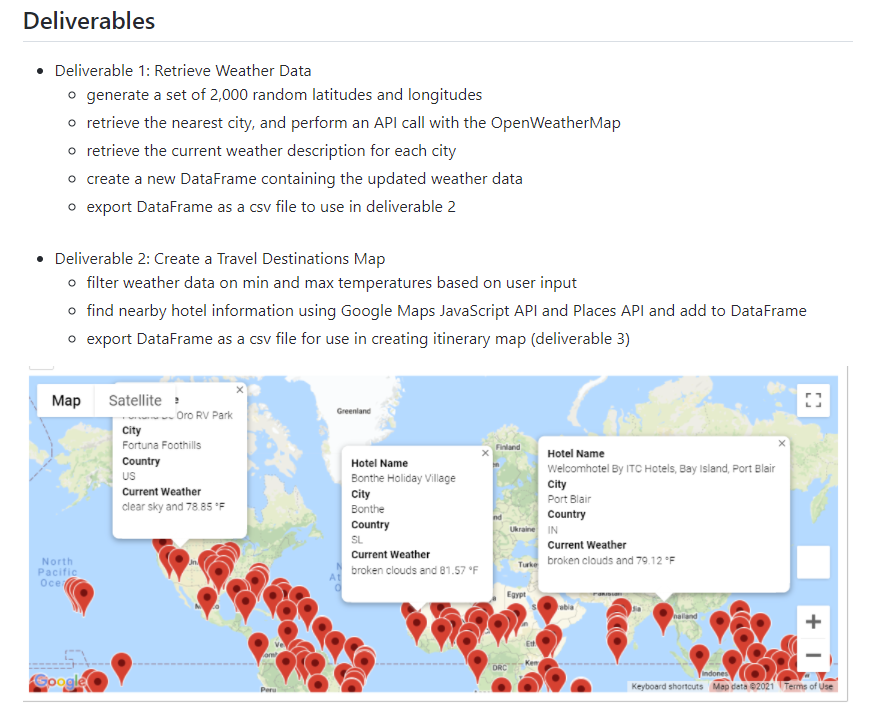 Deliverables
Deliverable 1: Retrieve Weather Data
generate a set of 2,000 random latitudes and longitudes
retrieve the nearest city, and perform an API call with the OpenWeatherMap
retrieve the current weather description for each city
create a new DataFrame containing the updated weather data
export DataFrame as a csv file to use in deliverable 2
Deliverable 2: Create a Travel Destinations Map
filter weather data on min and max temperatures based on user input
find nearby hotel information using Google Maps JavaScript API and Places API and add to DataFrame
export DataFrame as a csv file for use in creating itinerary map (deliverable 3)
Map
Satellite
Oro RV Park
City
Fortuna Foothills
Country
US
Current Weather
clear sky and 78.85 °F
Greenland
Hotel Name
Bonthe Holiday Village
City
Bonthe
Country
SL
Current Weather
broken clouds and 81.57 °F
Finland
Ukraine
Egypt
Hotel Name
Welcomhotel By ITC Hotels, Bay Island, Port Blair
City
Port Blair
Country
IN
Current Weather
broken clouds and 79.12 °F
North
Pacific
DRC
Peru
Google
Keyboard shortcuts
Map data ©2021
Terms of Use